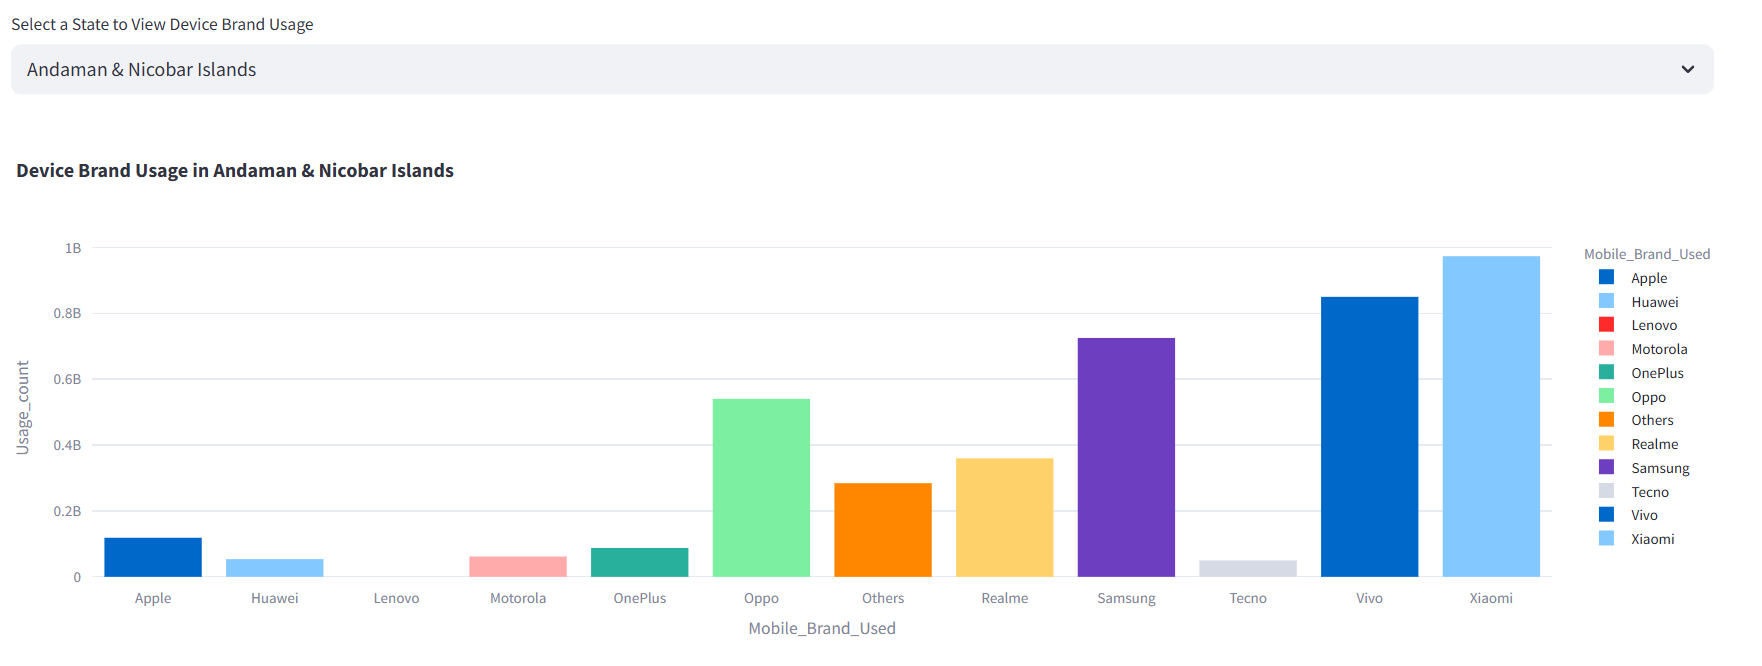 Select a State to View Device Brand Usage
Andaman & Nicobar Islands
Device Brand Usage in Andaman & Nicobar Islands
1B
0.8B
0.6B
0.4B
0.2B
0
Usage_count
Apple Huawei Lenovo Motorola OnePlus Oppo Others Realme Samsung Tecno Vivo Xiaomi
Mobile_Brand_Used
Mobile_Brand_Used
Apple
Huawei
Lenovo
Motorola
OnePlus
Oppo
Others
Realme
Samsung
Tecno
Vivo
Xiaomi